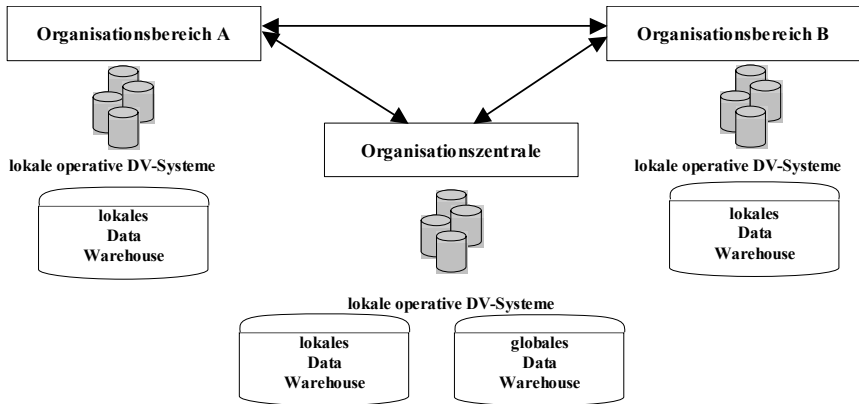 Organisationsbereich A
Organisationsbereich B
Organisationszentrale
lokale operative DV-Systeme
lokale operative DV-Systeme
lokales
Data
Warehouse
lokales
Data
Warehouse
lokale operative DV-Systeme
lokales
Data
Warehouse
globales
Data
Warehouse